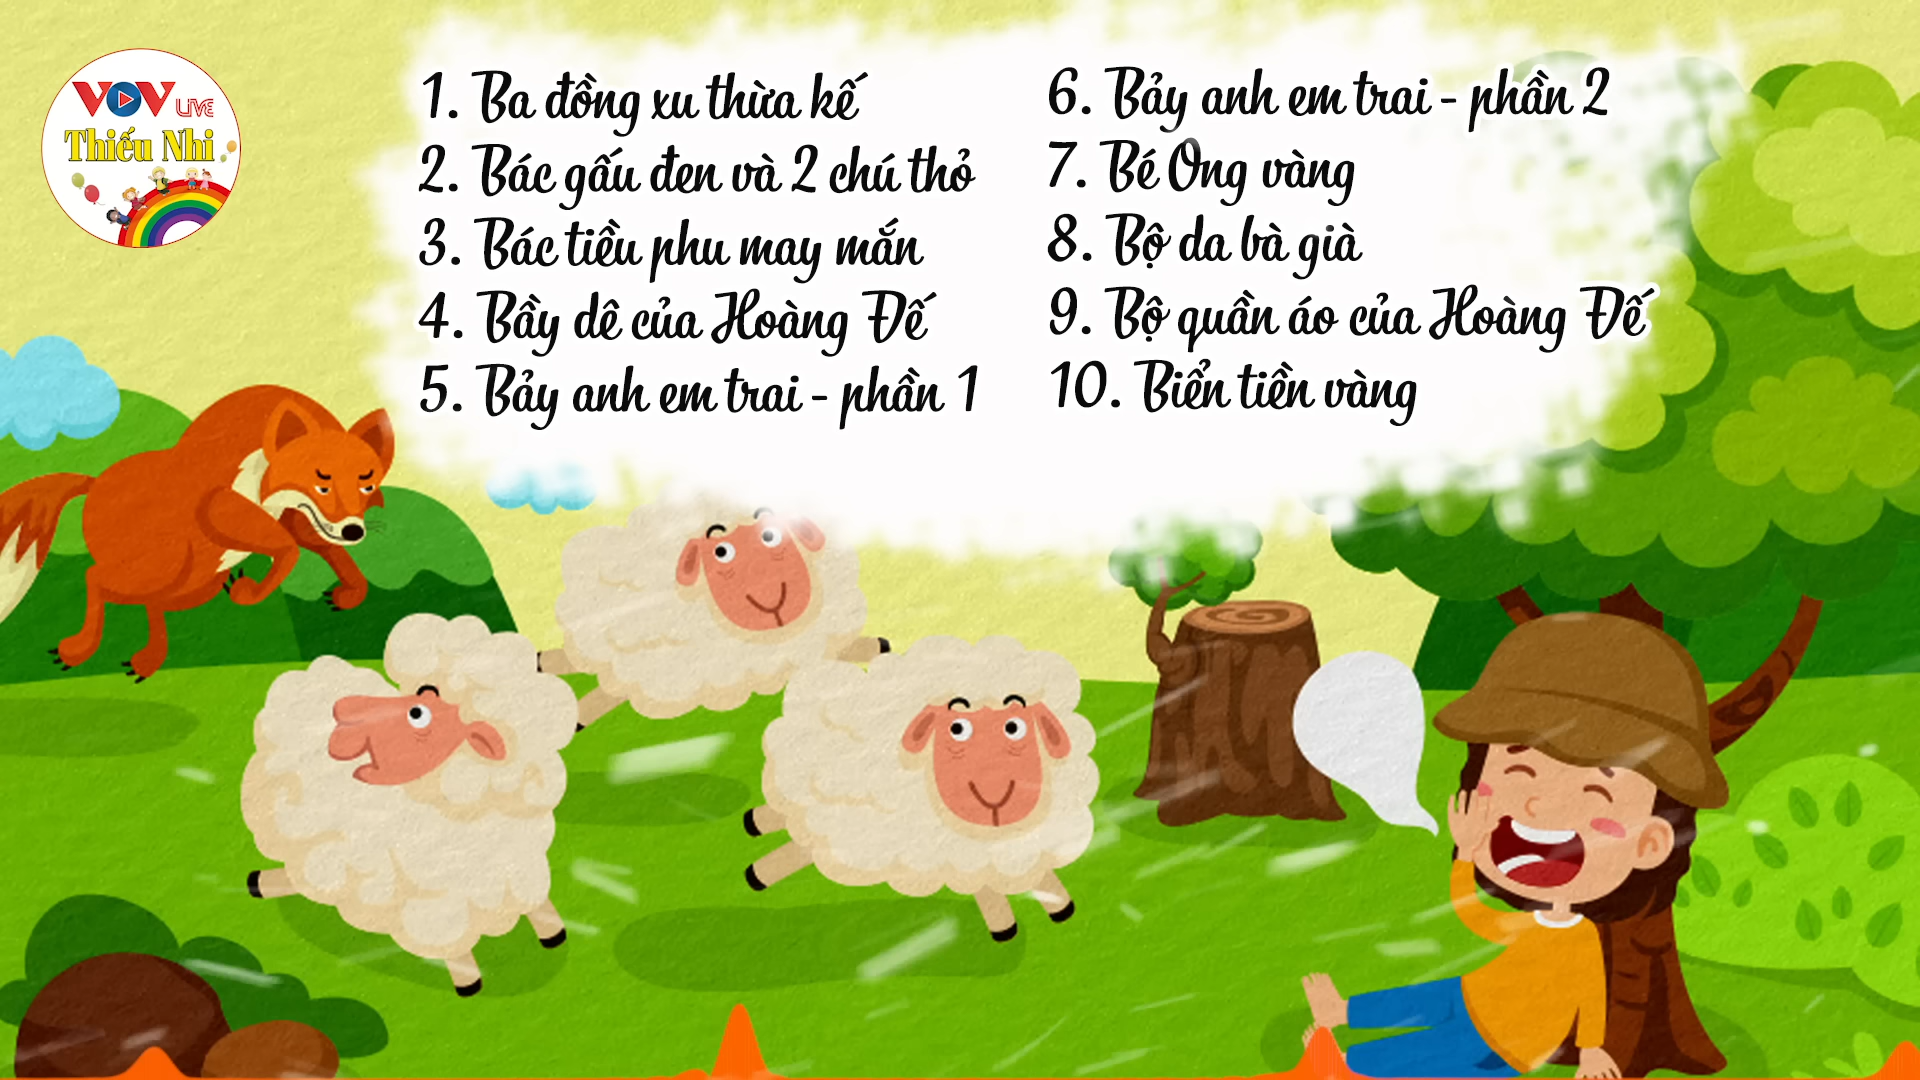 VOV LIVE
Thiếu Nhi
1. Ba đồng xu thừa kế
2. Bác gấu đen và 2 chú thỏ
3. Bác tiều phu may mắn
4. Bầy dê của Hoàng Đế
5. Bảy anh em trai - phần 1
6. Bảy anh em trai - phần 2
7. Bé Ong vàng
8. Bộ da bà già
9. Bộ quần áo của Hoàng Đế
10. Biển tiền vàng